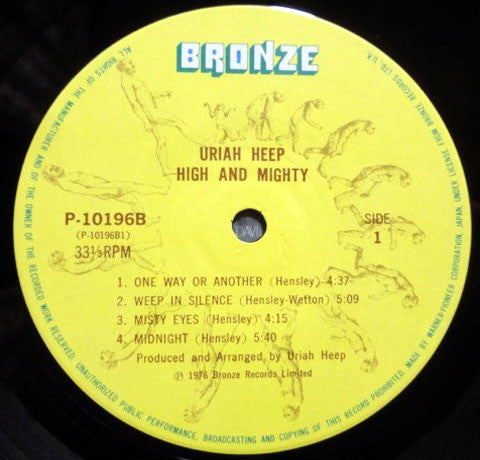 BRONZE
URIAH HEEP
HIGH AND MIGHTY
P-10196B
(P-10196B1)
33⅓RPM
SIDE
1
DAVI
1. ONE WAY OR ANOTHER (Hensley) 4:37
2. WEEP IN SILENCE (Hensley-Wetton) 5:09
3. MISTY EYES (Hensley) 4:15
4. MIDNIGHT (Hensley) 5:40
Produced and Arranged by Uriah Heep
Ⓟ 1976 Bronze Records Limited
ALL RIGHTS OF THE MANUFACTURER AND OF THE OWNER OF THE RECORDED WORK RESERVED. UNAUTHORIZED PUBLIC PERFORMANCE, BROADCASTING AND COPYING OF THIS RECORD PROHIBITED. MADE BY WARNER-PIONEER CORPORATION, JAPAN, UNDER LICENSE FROM BRONZE RECORDS LTD, U.K.